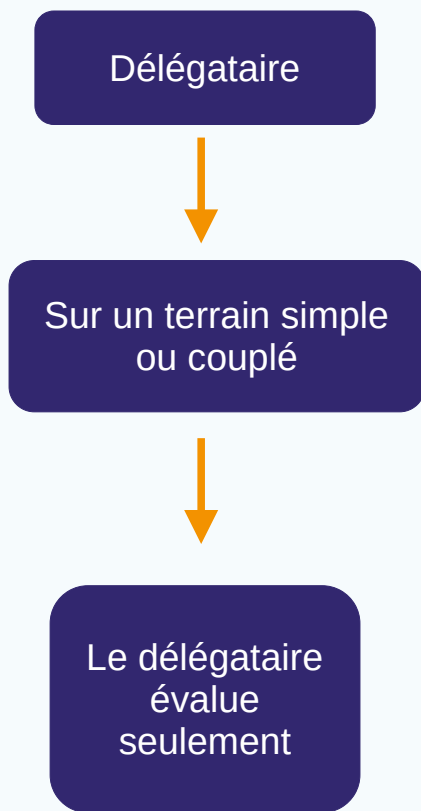 Délégataire
Sur un terrain simple
ou couplé
Le délégataire
évalue
seulement